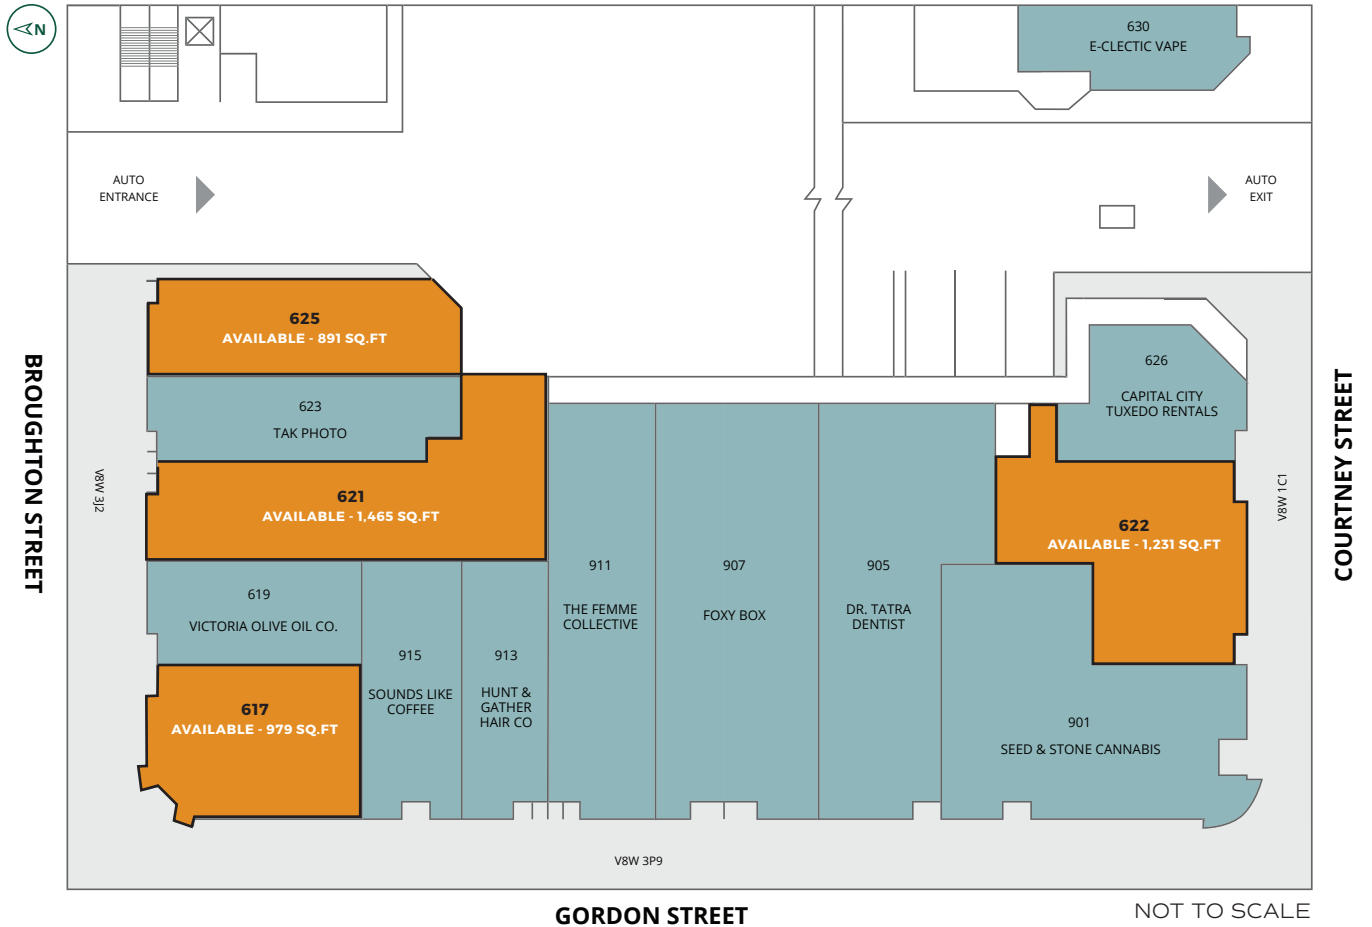 N
630
E-CLECTIC VAPE
AUTO
ENTRANCE
AUTO
EXIT
625
AVAILABLE - 891 SQ.FT
623
TAK PHOTO
621
AVAILABLE - 1,465 SQ.FT
626
CAPITAL CITY
TUXEDO RENTALS
622
AVAILABLE - 1,231 SQ.FT
BROUGHTON STREET
V8W 3J2
V8W 1C1
COURTNEY STREET
619
VICTORIA OLIVE OIL CO.
617
AVAILABLE - 979 SQ.FT
915
SOUNDS LIKE
COFFEE
913
HUNT &
GATHER
HAIR CO
911
THE FEMME
COLLECTIVE
907
FOXY BOX
905
DR. TATRA
DENTIST
901
SEED & STONE CANNABIS
V8W 3P9
GORDON STREET
NOT TO SCALE